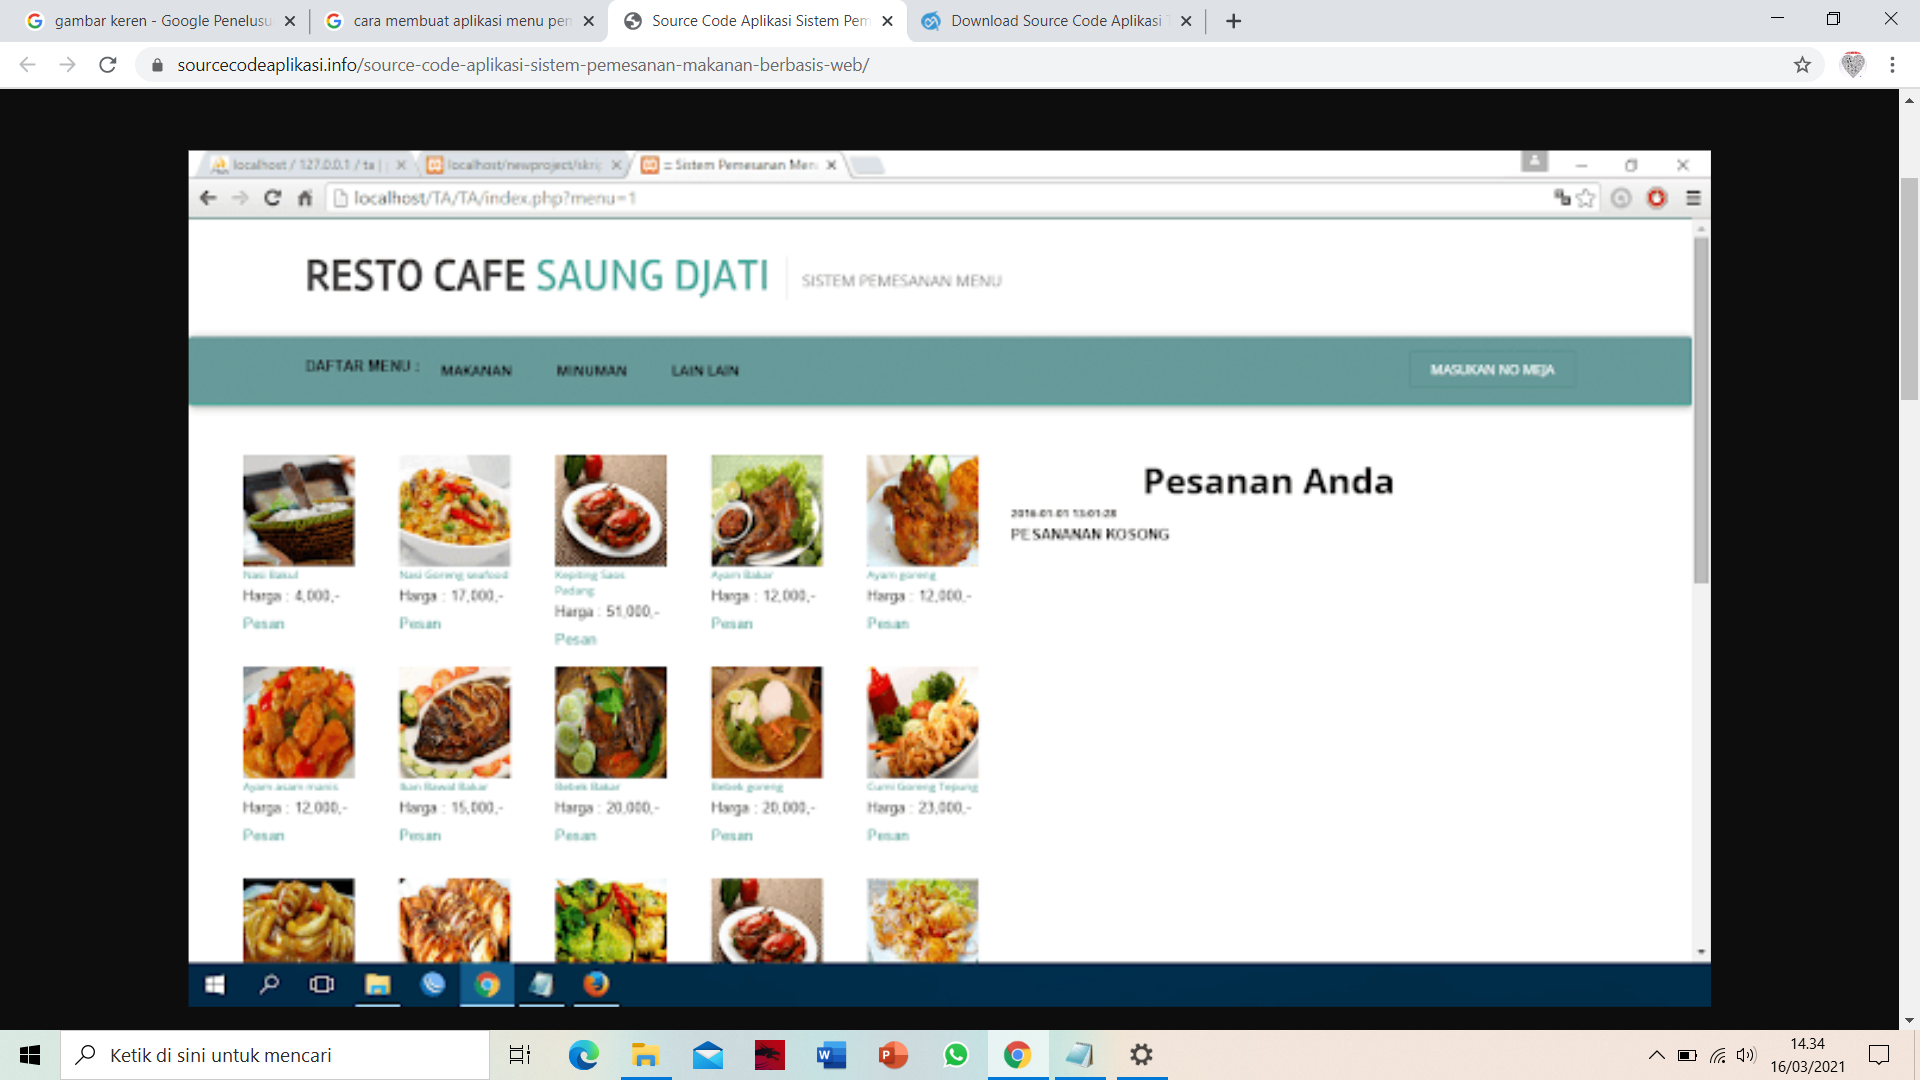 gambar keren - Google Penelusu
cara membuat aplikasi menu pen
Source Code Aplikasi Sistem Pem
Download Source Code Aplikasi T
sourcecodeaplikasi.info/source-code-aplikasi-sistem-pemesanan-makanan-berbasis-web/
localhost / 127.0.0.1 / ta |
localhost/newproject/skrip
:: Sistem Pemesanan Men
localhost/TA/TA/index.php?menu=1
RESTO CAFE SAUNG DJATI
SISTEM PEMESANAN MENU
DAFTAR MENU :
MAKANAN
MINUMAN
LAIN LAIN
MASUKAN NO MEJA
Pesanan Anda
2016-01-01 13:01:28
PESANANAN KOSONG
Nasi Bakul
Harga : 4,000,-
Pesan
Nasi Goreng seafood
Harga : 17,000,-
Pesan
Kepiting Saos
Padang
Harga : 51,000,-
Pesan
Ayam Bakar
Harga : 12,000,-
Pesan
Ayam goreng
Harga : 12,000,-
Pesan
Ayam asam manis
Harga : 12,000,-
Pesan
Ikan Bawal Bakar
Harga : 15,000,-
Pesan
Bebek Bakar
Harga : 20,000,-
Pesan
Bebek goreng
Harga : 20,000,-
Pesan
Cumi Goreng Tepung
Harga : 23,000,-
Pesan
Ketik di sini untuk mencari
14.34
16/03/2021